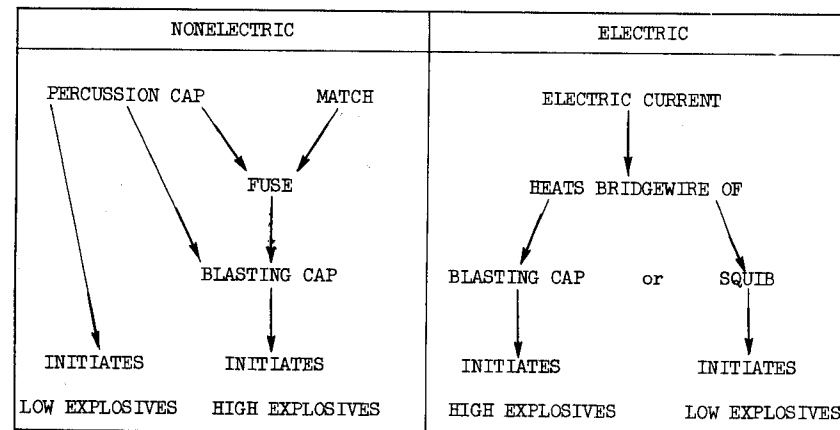 NONELECTRIC
ELECTRIC
PERCUSSION CAP MATCH
ELECTRIC CURRENT
FUSE
HEATS BRIDGEWIRE OF
BLASTING CAP
BLASTING CAP or SQUIB
INITIATES INITIATES
INITIATES INITIATES
LOW EXPLOSIVES HIGH EXPLOSIVES
HIGH EXPLOSIVES LOW EXPLOSIVES